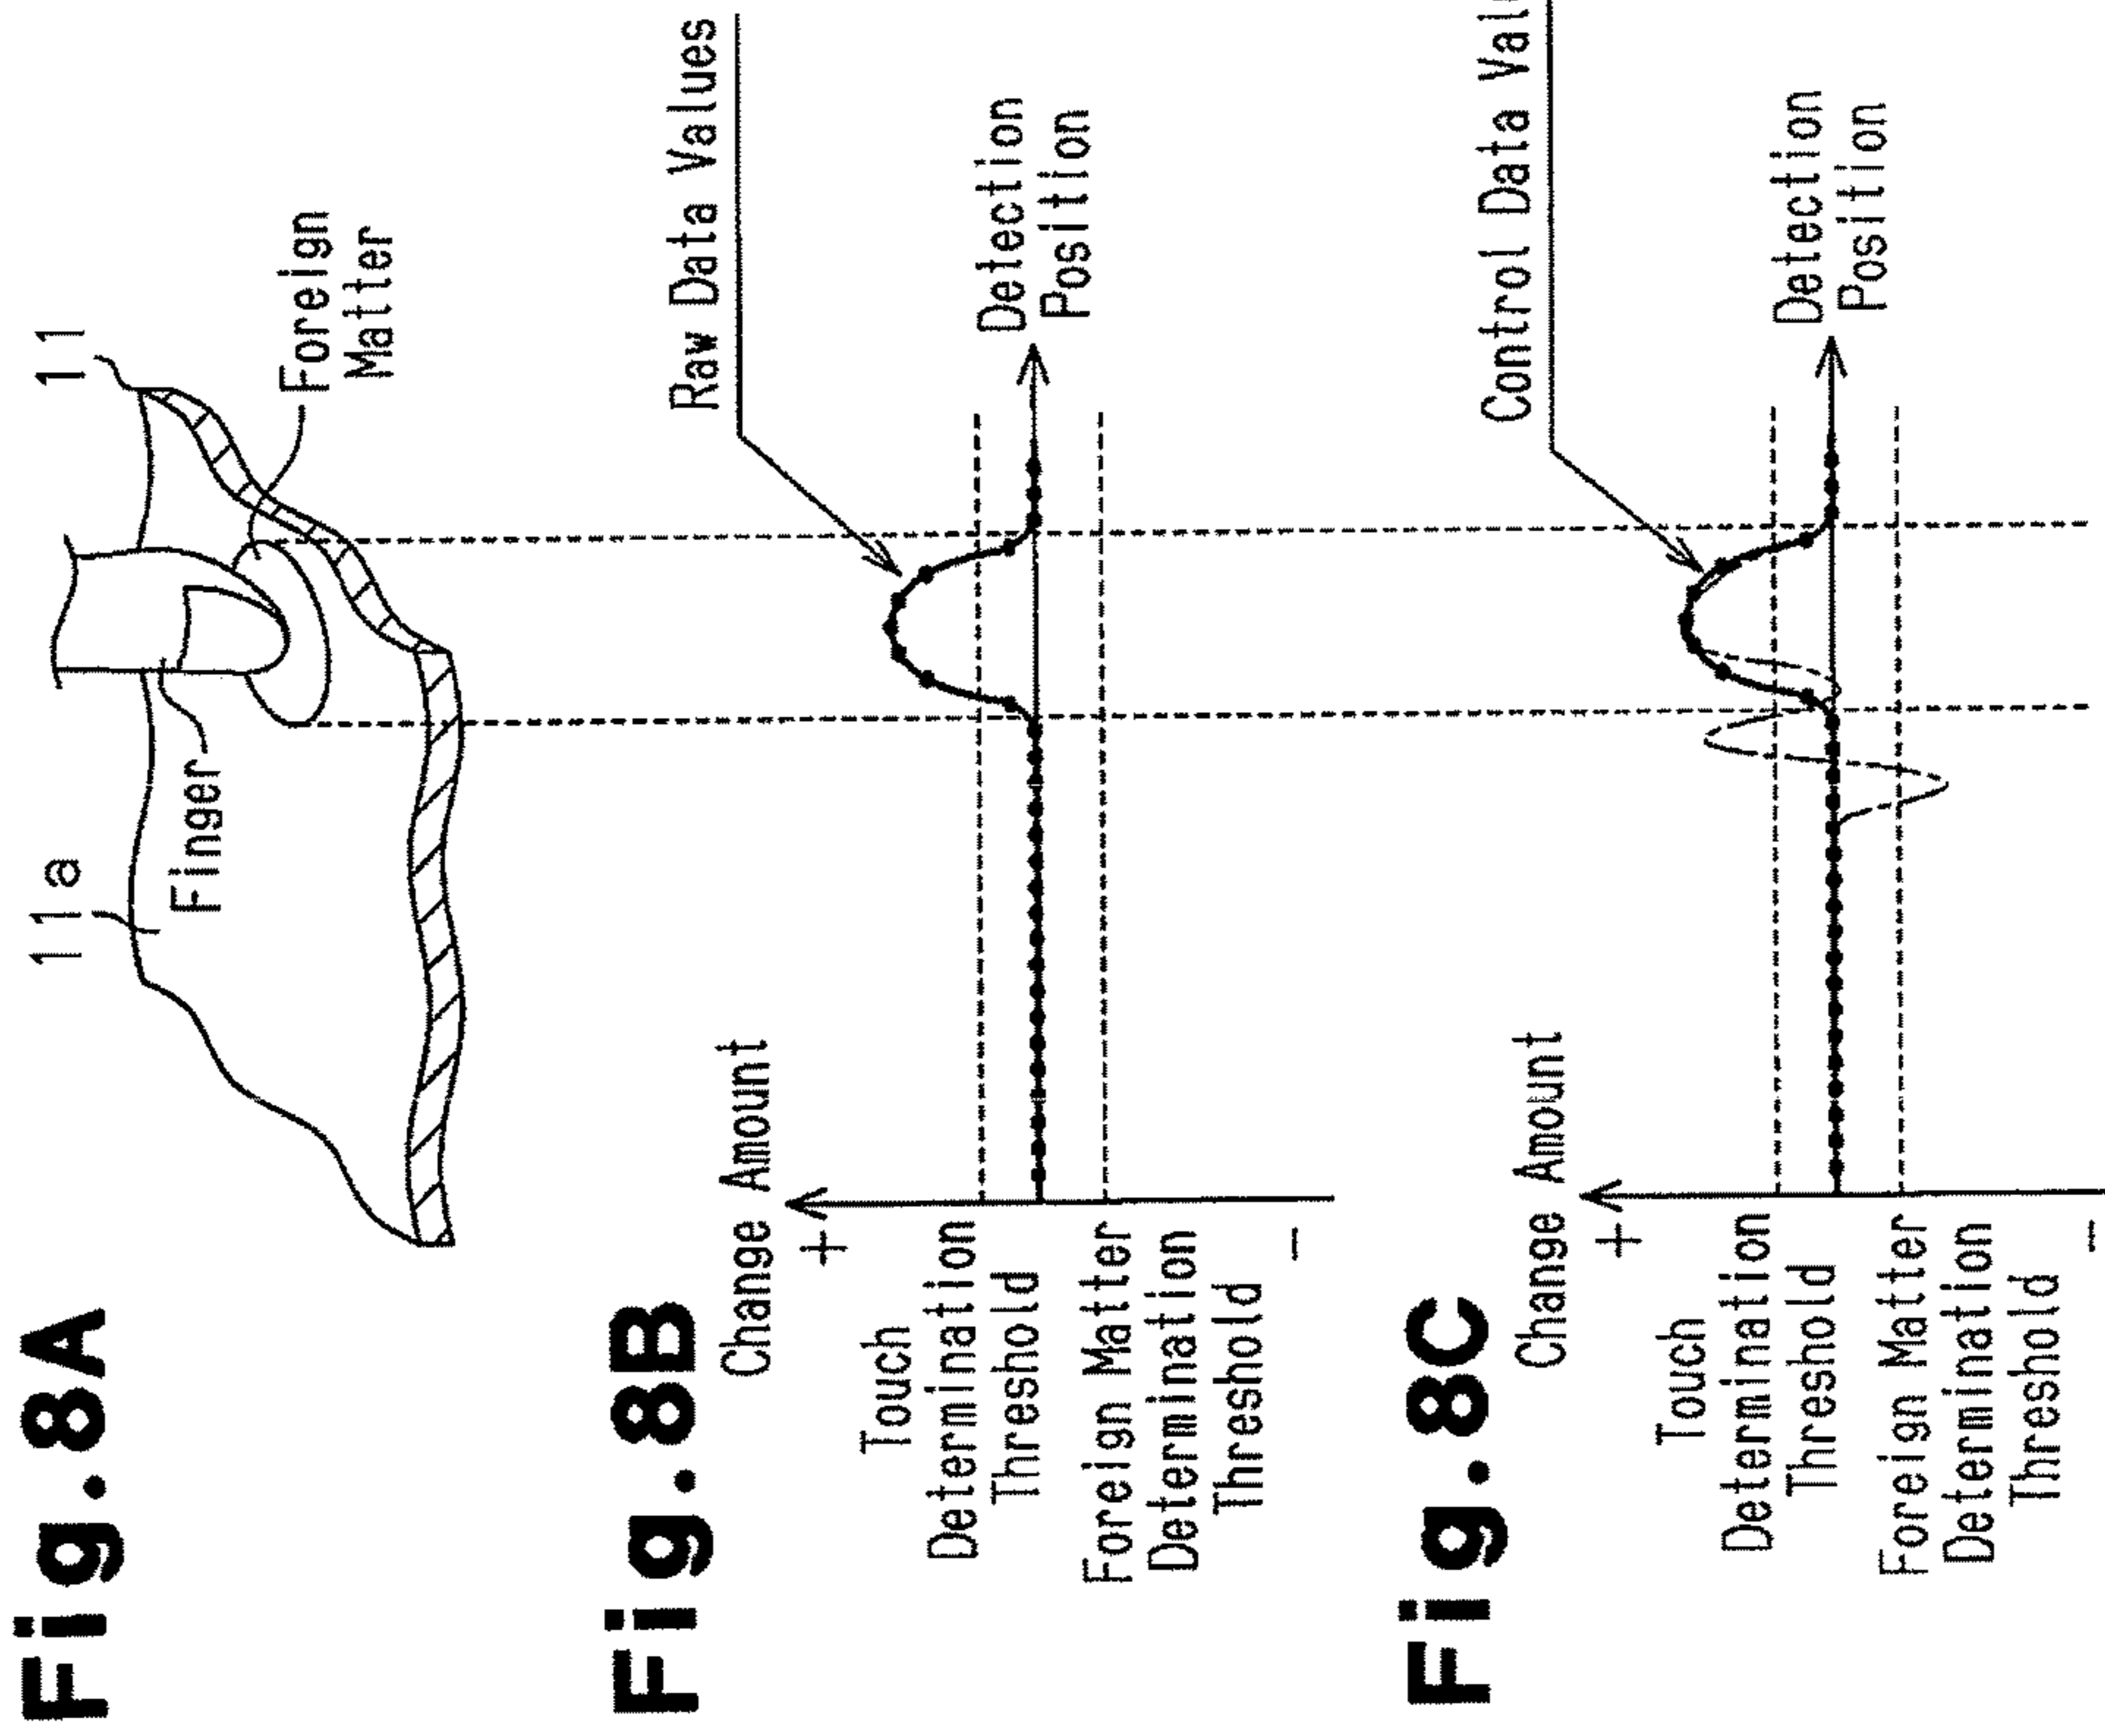 Fig.8A
11a
11
Finger
Foreign
Matter
Fig.8B
Change Amount
+
Touch
Determination
Threshold
Foreign Matter
Determination
Threshold
-
Raw Data Values
Detection
Position
Fig.8C
Change Amount
+
Touch
Determination
Threshold
Foreign Matter
Determination
Threshold
-
Control Data
Detection
Position